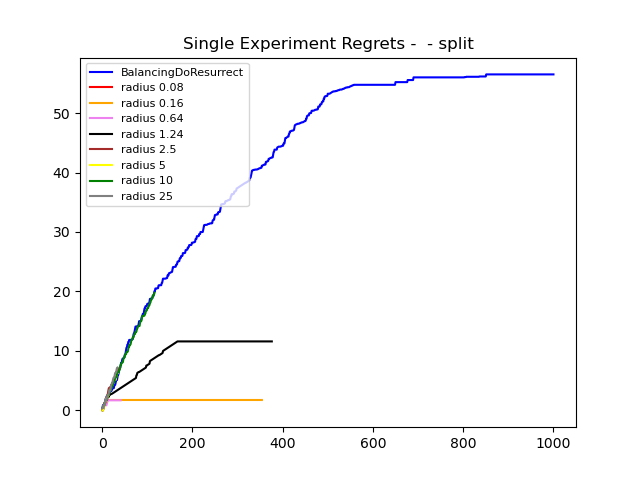 Single Experiment Regrets -  - split
BalancingDoResurrect
radius 0.08
radius 0.16
radius 0.64
radius 1.24
radius 2.5
radius 5
radius 10
radius 25
50
40
30
20
10
0
0 200 400 600 800 1000